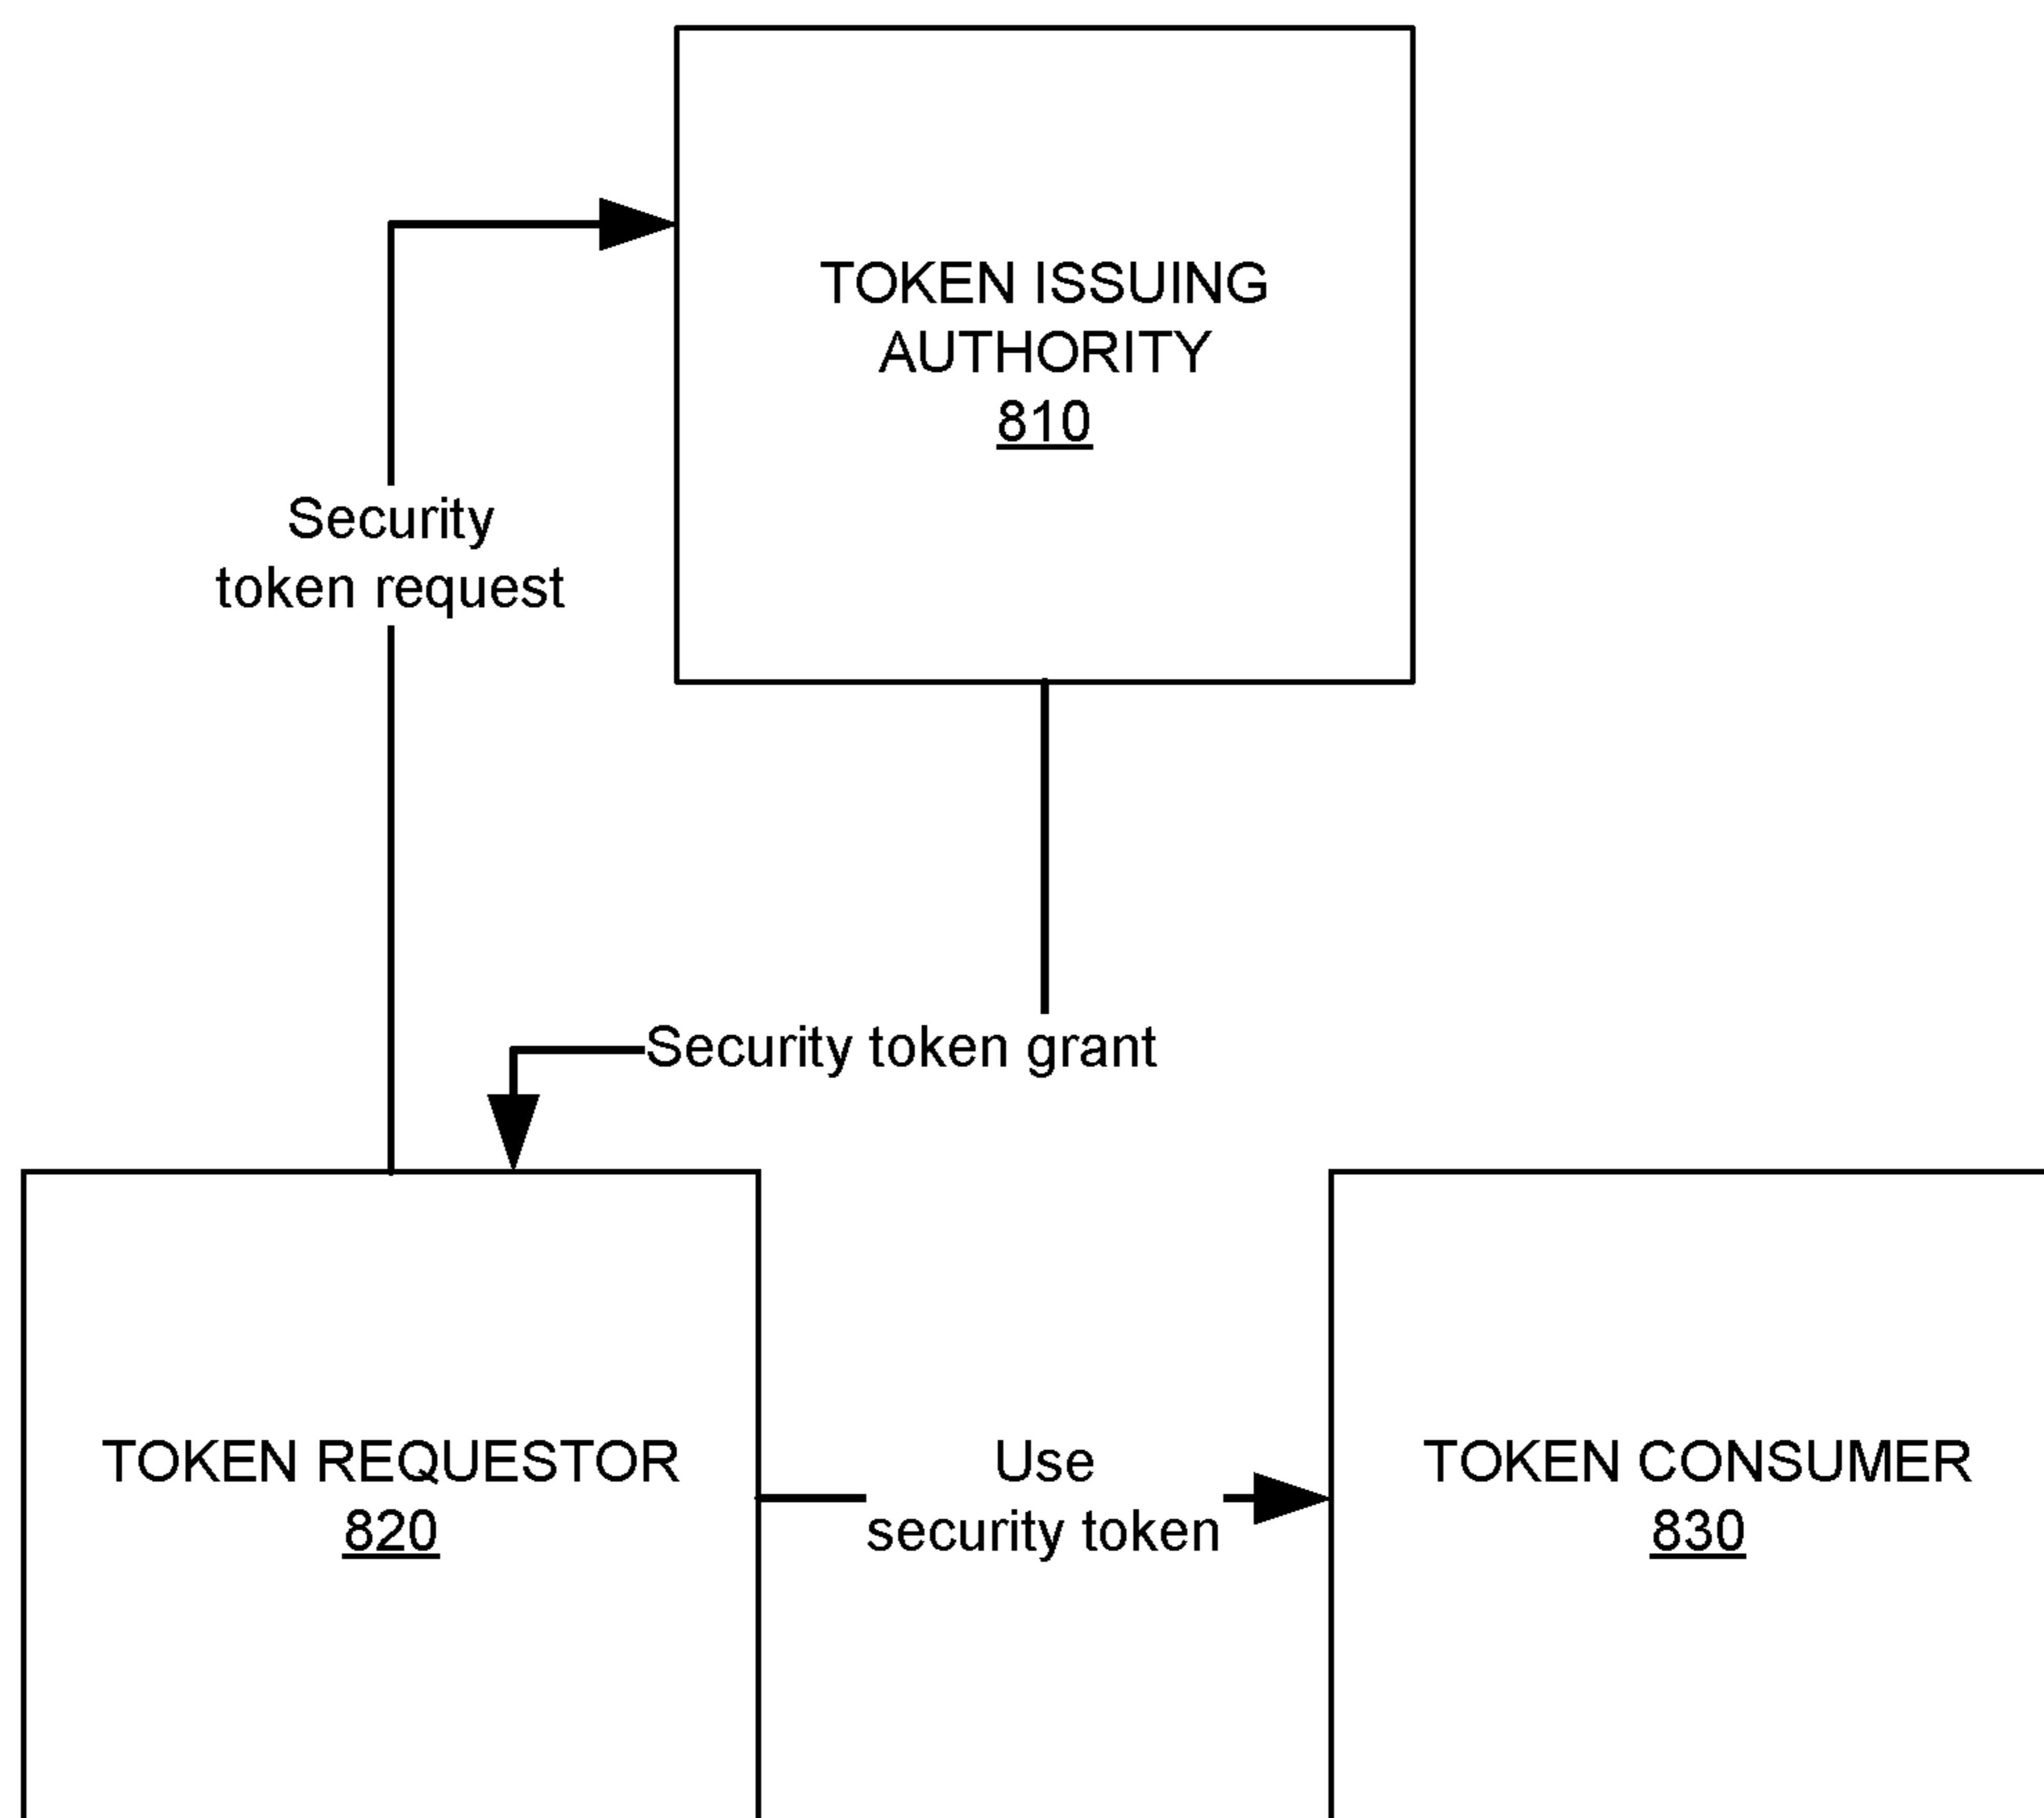 TOKEN ISSUING
AUTHORITY
810
Security
token request
Security token grant
TOKEN REQUESTOR
820
Use
security token
TOKEN CONSUMER
830